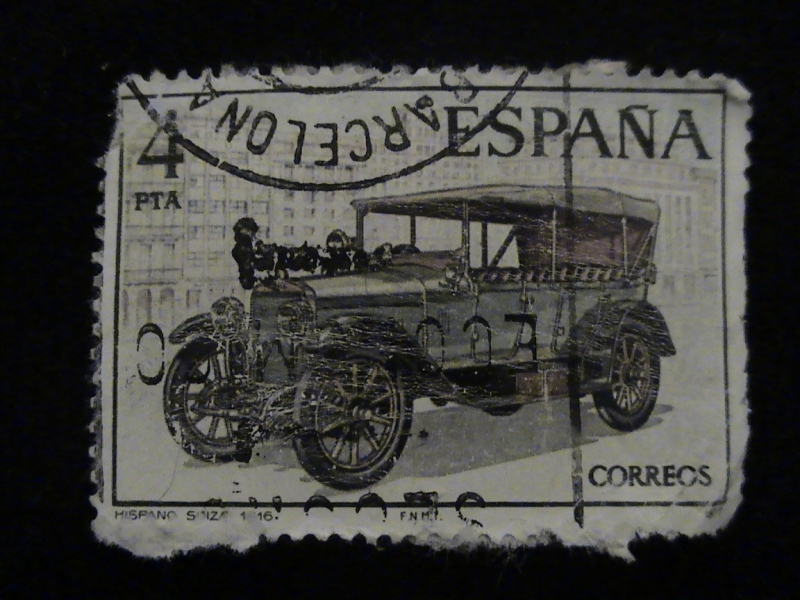 4
PTA
ESPAÑA
BARCELONA
CORREOS
HISPANO SUIZA 1916.
F.N.M.T.